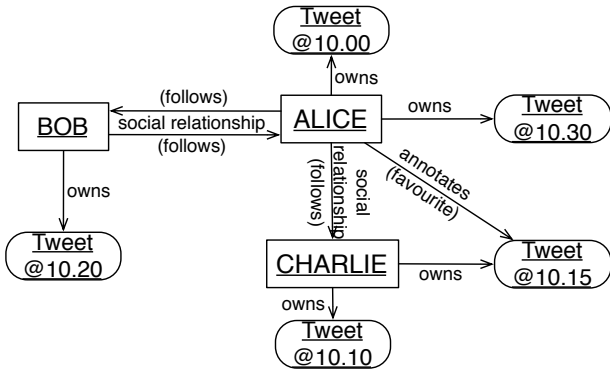 Tweet
@10.00
owns
(follows)
BOB
social relationship
ALICE
owns
Tweet
@10.30
(follows)
owns
social
relationship
(follows)
annotates
(favourite)
Tweet
@10.20
CHARLIE
owns
Tweet
@10.15
owns
Tweet
@10.10